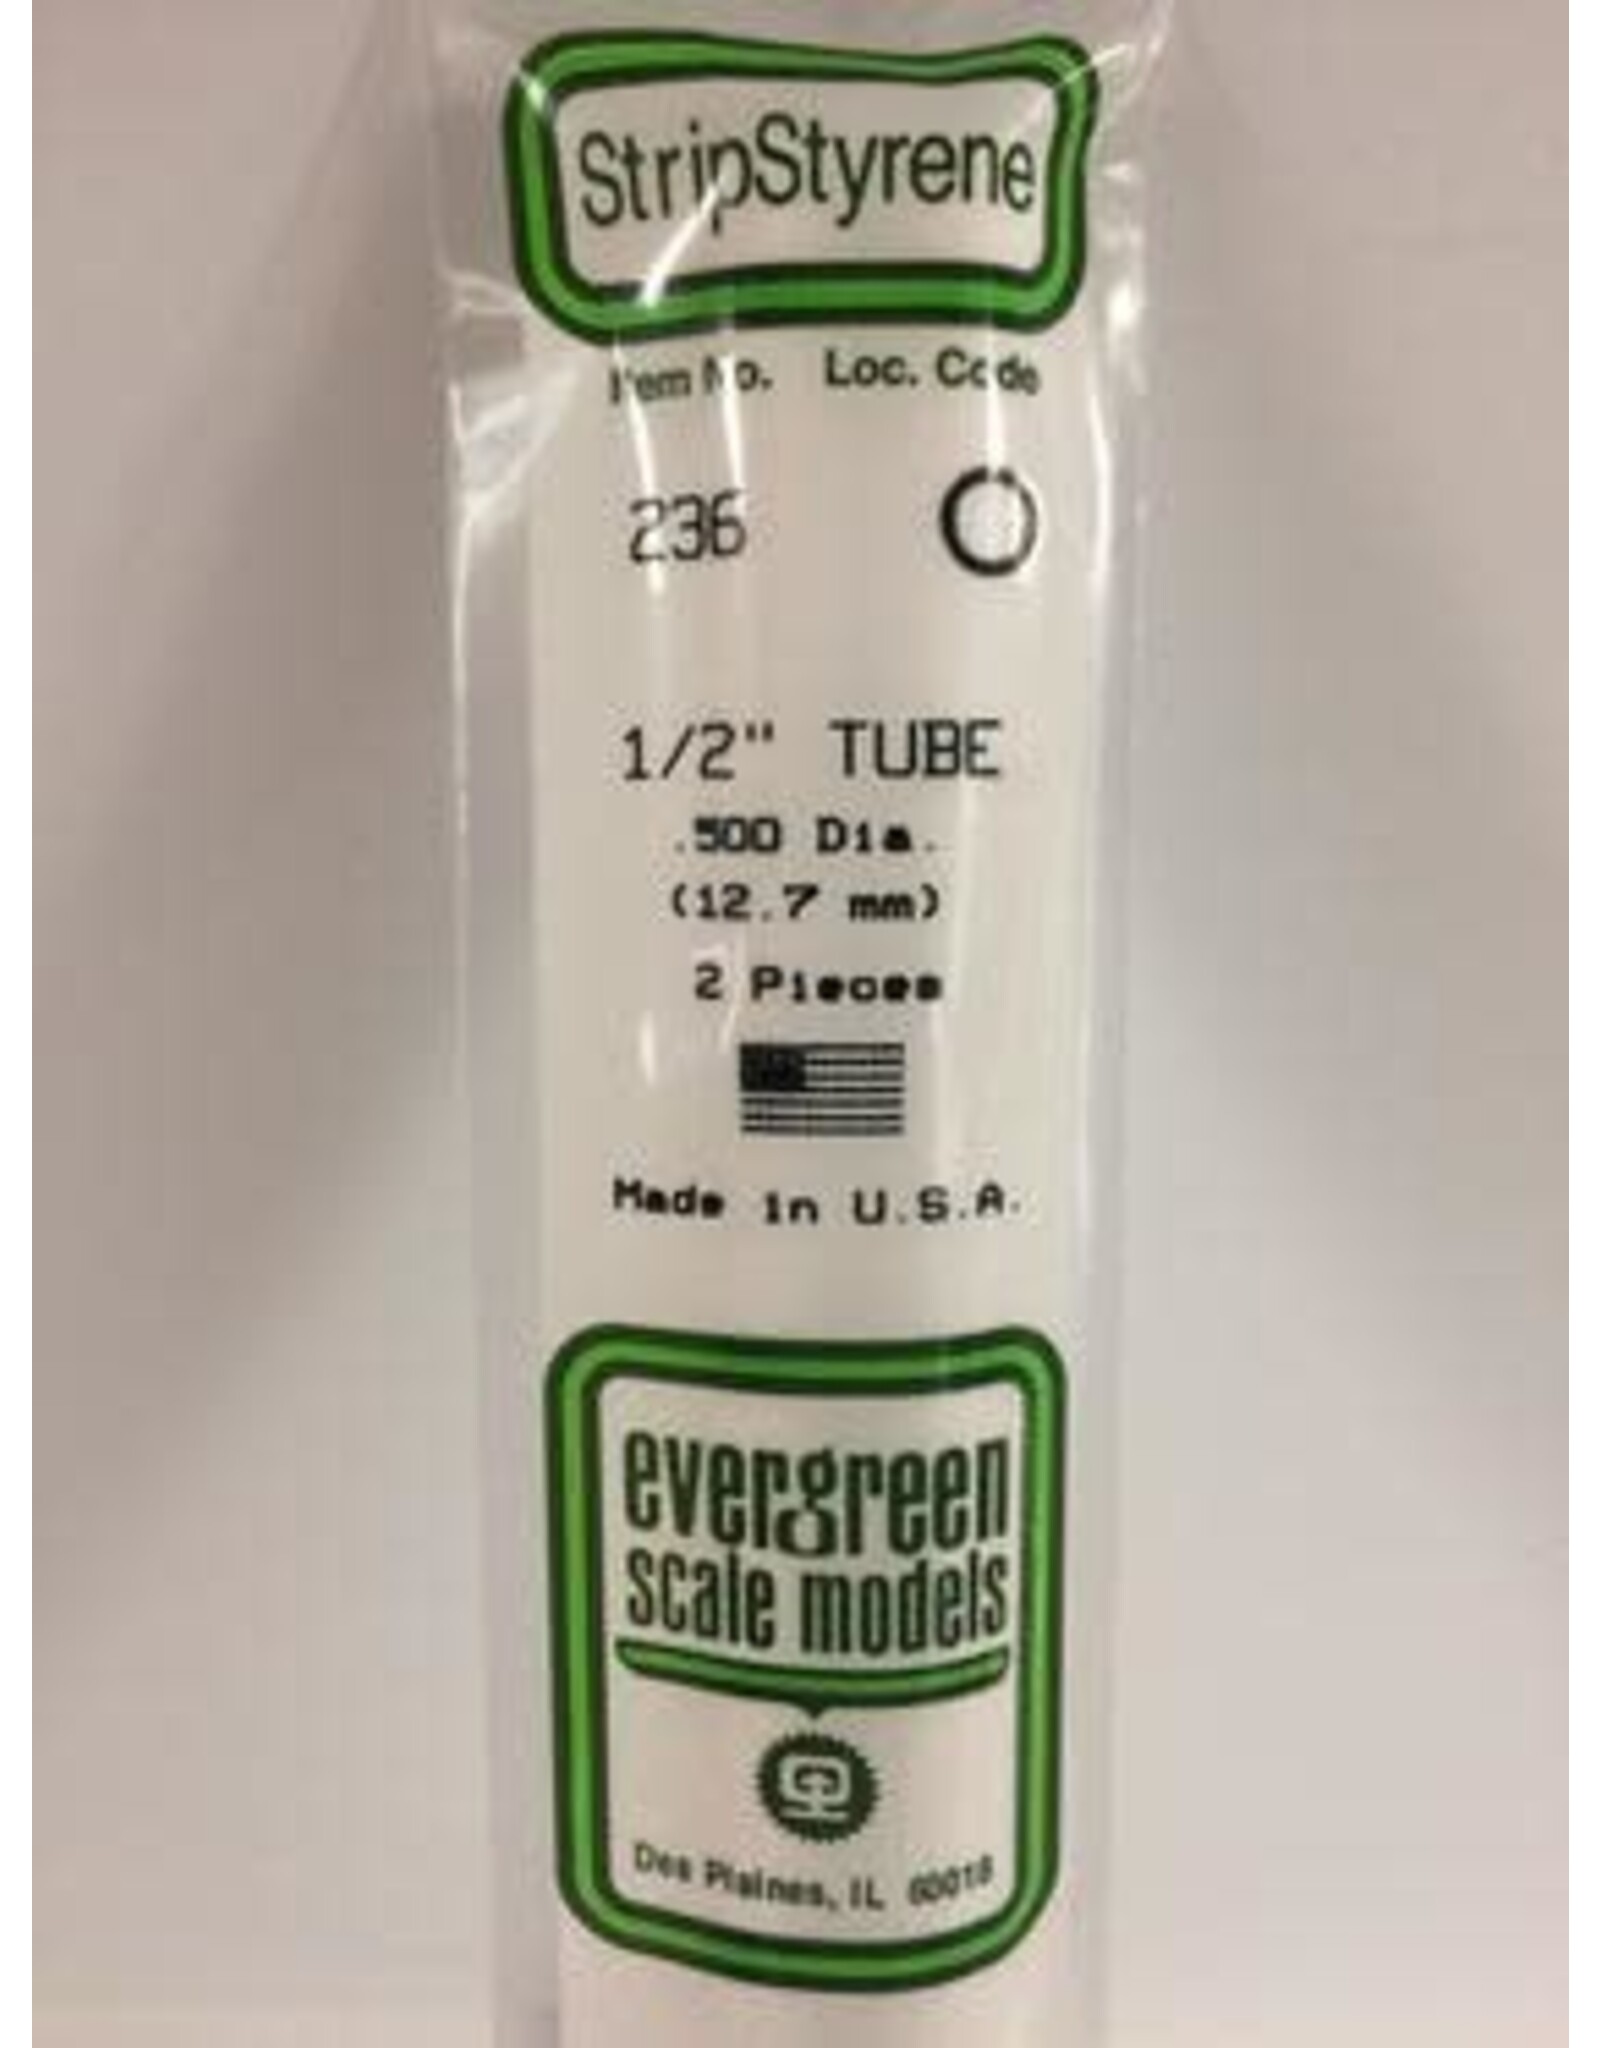 StripStyrene
Item No. Loc. Code
236
1/2" TUBE
.500 Dia.
(12.7 mm)
2 Pieces
Made in U.S.A.
evergreen
scale models
Des Plaines, IL 60018